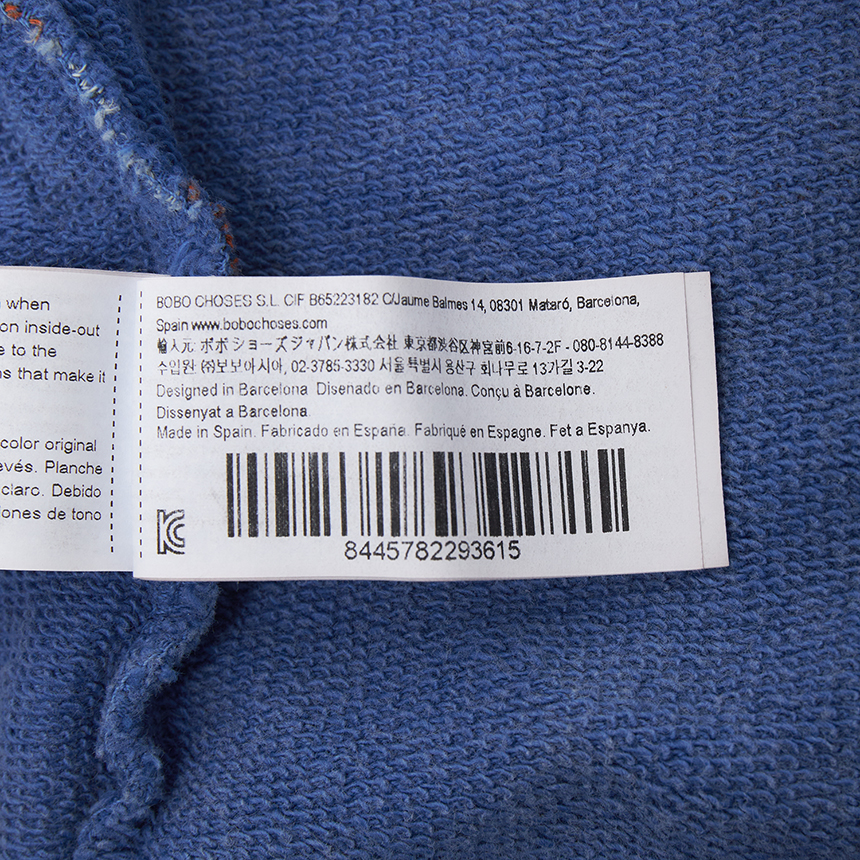 when
on inside-out
e to the
ns that make it
color original
evés. Planche
claro. Debido
iones de tono
BOBO CHOSES S.L. CIF B65223182 C/Jaume Balmes 14, 08301 Mataró, Barcelona,
Spain www.bobochoses.com
輸入元: ボボショーズジャパン株式会社 東京都渋谷区神宮前6-16-7-2F - 080-8144-8388
수입원 ㈜보보아시아, 02-3785-3330 서울특별시 용산구 회나무로 13가길 3-22
Designed in Barcelona. Disenado en Barcelona. Conçu à Barcelone.
Dissenyat a Barcelona.
Made in Spain. Fabricado en España. Fabriqué en Espagne. Fet a Espanya.
8445782293615